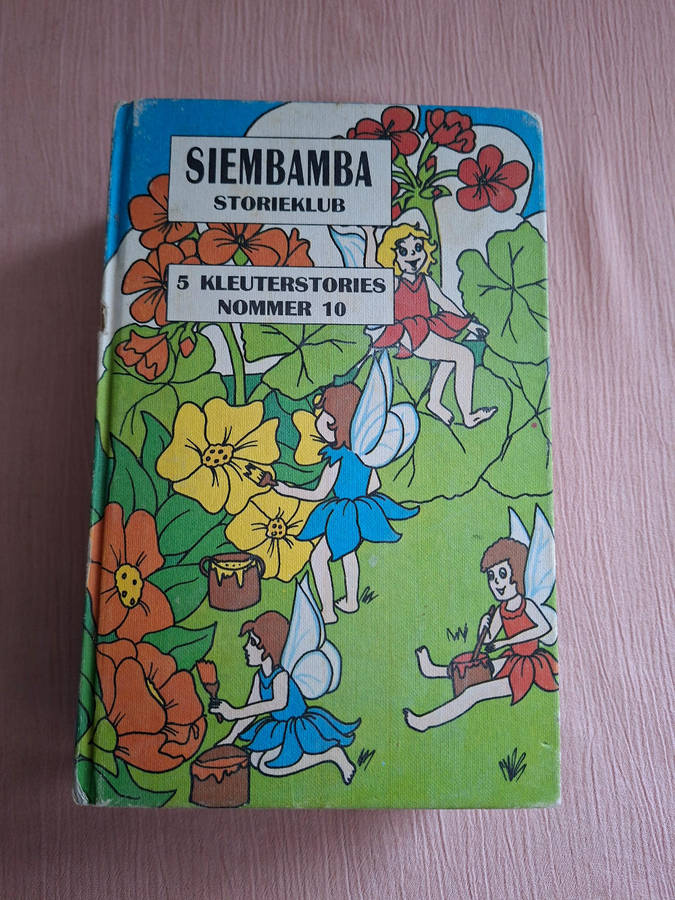 SIEMBAMBA
STORIEKLUB
5 KLEUTERSTORIES
NOMMER 10